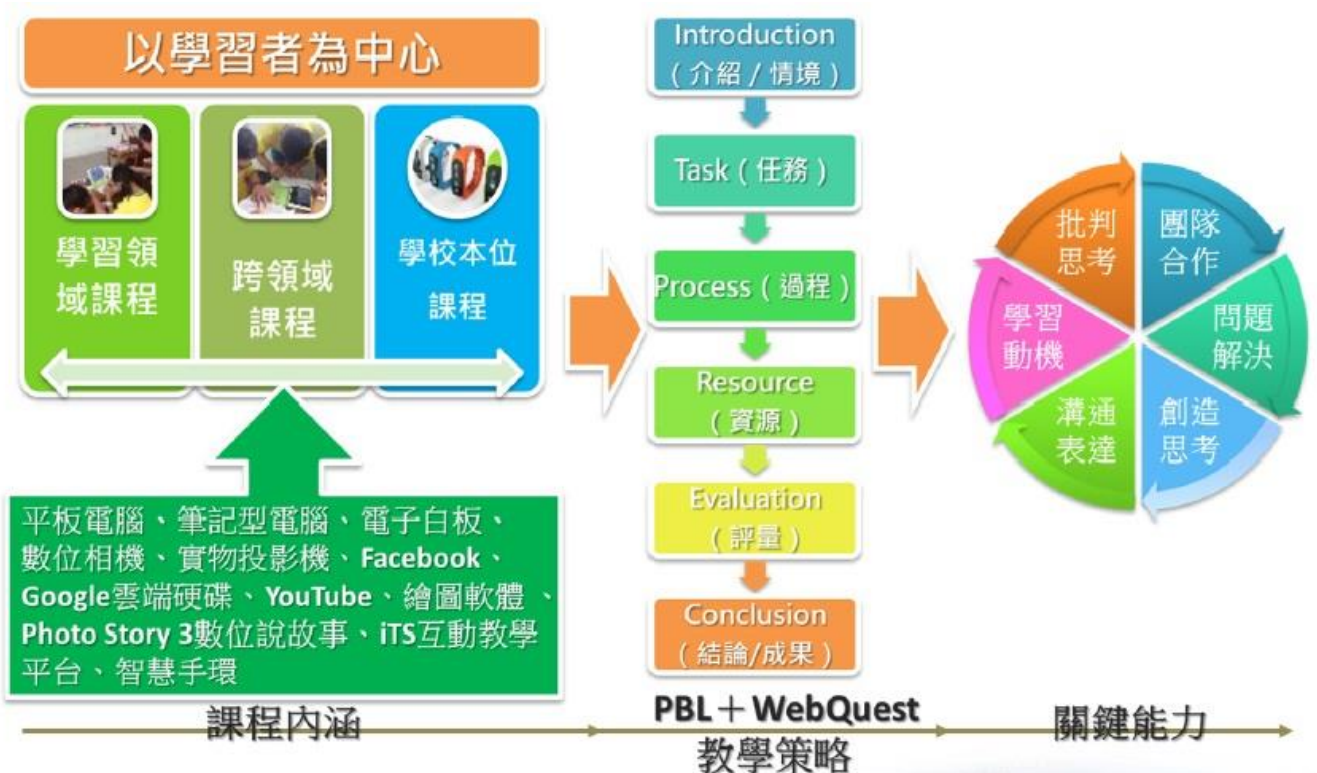 以學習者為中心
學習領
域課程
跨領域
課程
學校本位
課程
平板電腦、筆記型電腦、電子白板、
數位相機、實物投影機、Facebook、
Google雲端硬碟、YouTube、繪圖軟體、
Photo Story 3數位說故事、iTS互動教學
平台、智慧手環
課程內涵
Introduction
(介紹/情境)
Task(任務)
Process(過程)
Resource
(資源)
Evaluation
(評量)
Conclusion
(結論/成果)
PBL+WebQuest
教學策略
批判
思考
團隊
合作
問題
解決
創造
思考
溝通
表達
學習
動機
關鍵能力